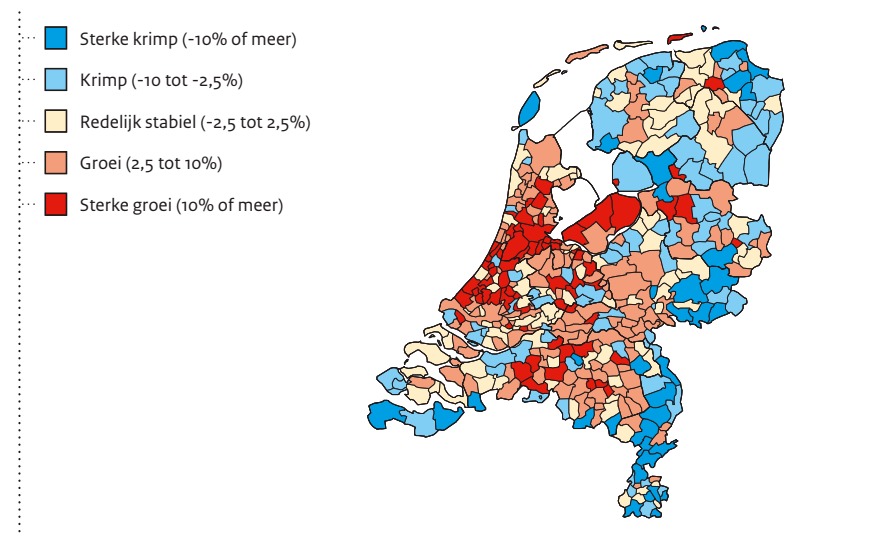 Sterke krimp (-10% of meer)
Krimp (-10 tot -2,5%)
Redelijk stabiel (-2,5 tot 2,5%)
Groei (2,5 tot 10%)
Sterke groei (10% of meer)